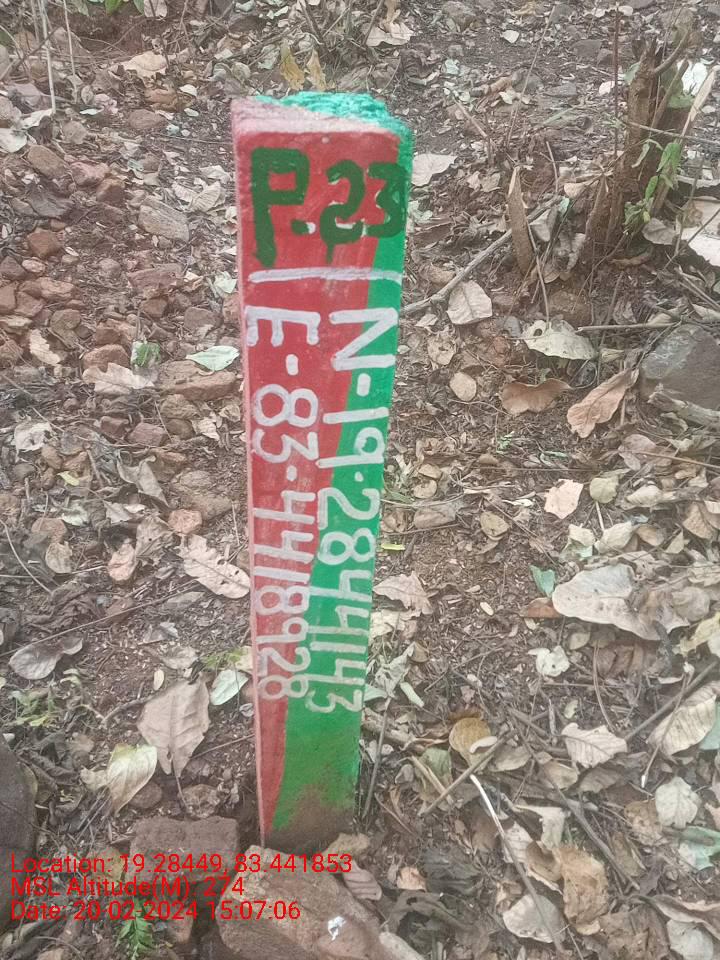 P.23
N-19.2844143
E-83.4418928
Location: 19.28449, 83.441853
MSL Altitude(M): 274
Date: 20-02-2024 15:07:06